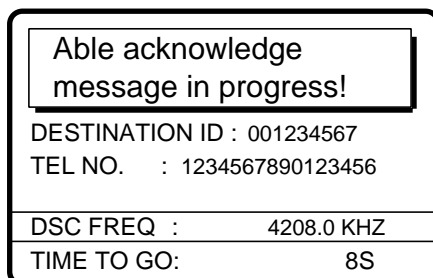 Able acknowledge
message in progress!
DESTINATION ID : 001234567
TEL NO. : 1234567890123456
DSC FREQ : 4208.0 KHZ
TIME TO GO: 8S